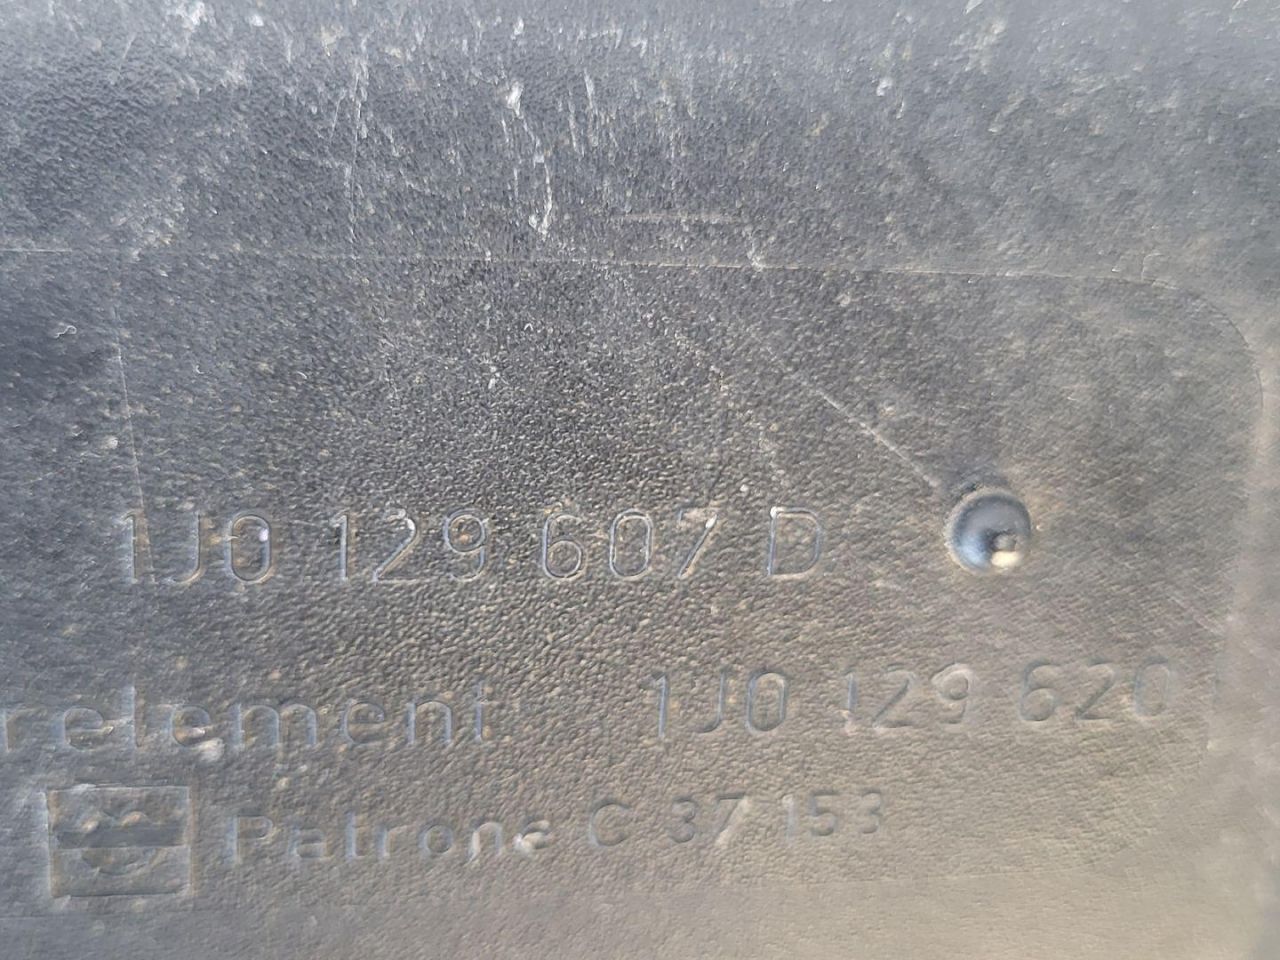 1J0 129 607 D
relement 1J0 129 620
Patrone C 37 153